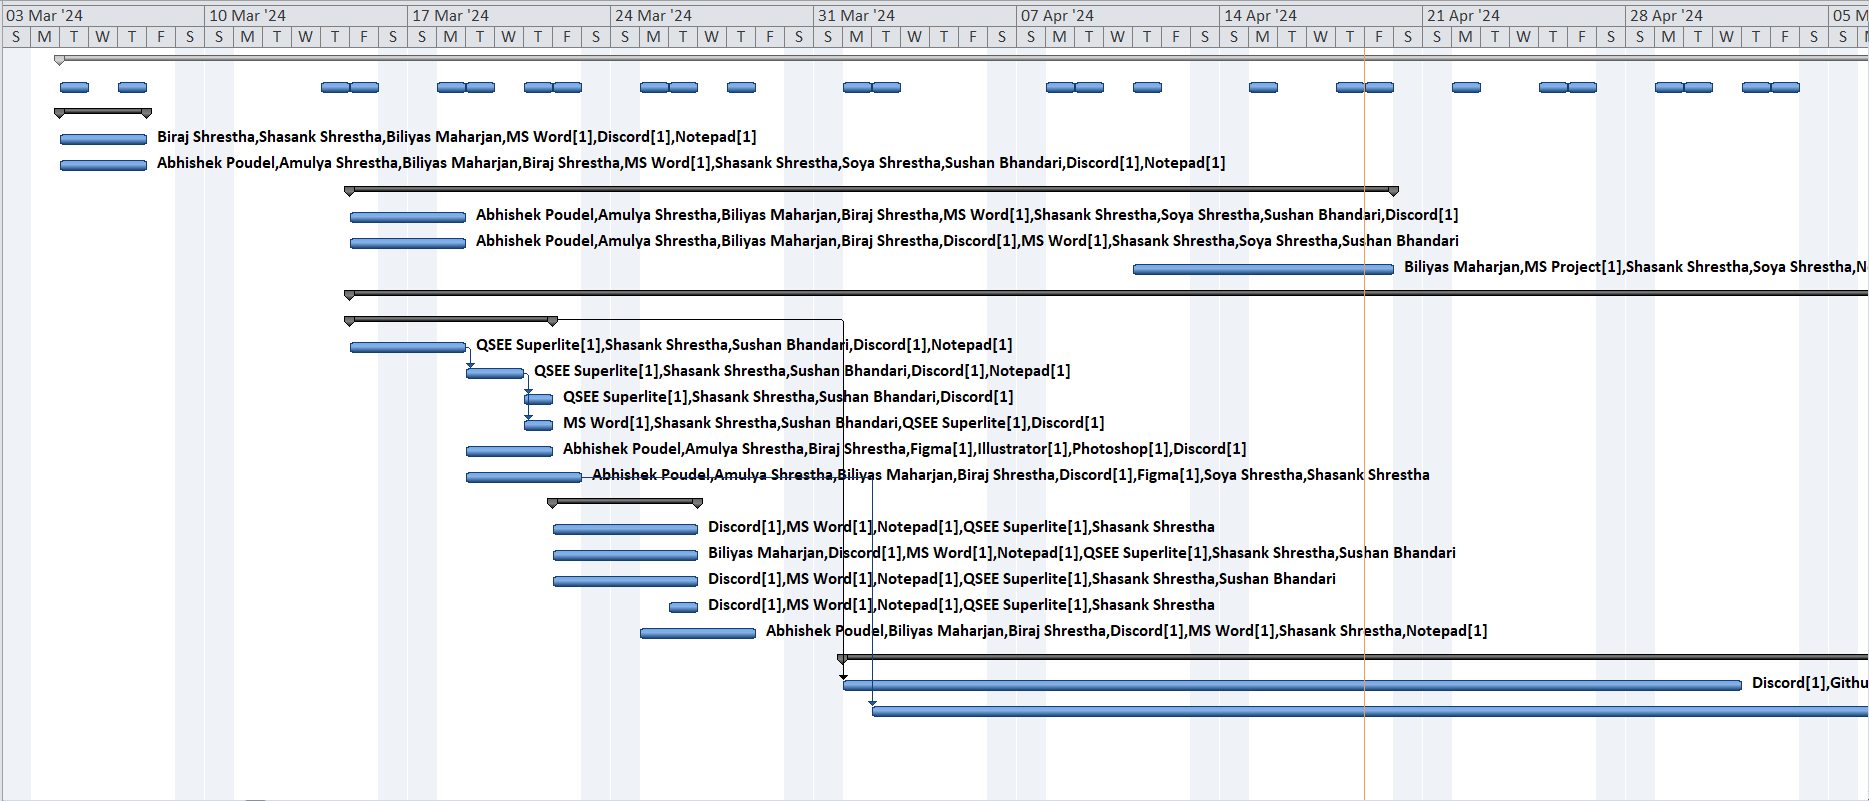 03 Mar '24 10 Mar '24 17 Mar '24 24 Mar '24 31 Mar '24 07 Apr '24 14 Apr '24 21 Apr '24 28 Apr '24 05 M
S M T W T F S S M T W T F S S M T W T F S S M T W T F S S M T W T F S S M T W T F S S M T W T F S S M T W T F S S M T W T F S S M
Biraj Shrestha,Shasank Shrestha,Biliyas Maharjan,MS Word[1],Discord[1],Notepad[1]
Abhishek Poudel,Amulya Shrestha,Biliyas Maharjan,Biraj Shrestha,MS Word[1],Shasank Shrestha,Soya Shrestha,Sushan Bhandari,Discord[1],Notepad[1]
Abhishek Poudel,Amulya Shrestha,Biliyas Maharjan,Biraj Shrestha,MS Word[1],Shasank Shrestha,Soya Shrestha,Sushan Bhandari,Discord[1]
Abhishek Poudel,Amulya Shrestha,Biliyas Maharjan,Biraj Shrestha,Discord[1],MS Word[1],Shasank Shrestha,Soya Shrestha,Sushan Bhandari
Biliyas Maharjan,MS Project[1],Shasank Shrestha,Soya Shrestha,N
QSEE Superlite[1],Shasank Shrestha,Sushan Bhandari,Discord[1],Notepad[1]
QSEE Superlite[1],Shasank Shrestha,Sushan Bhandari,Discord[1],Notepad[1]
QSEE Superlite[1],Shasank Shrestha,Sushan Bhandari,Discord[1]
MS Word[1],Shasank Shrestha,Sushan Bhandari,QSEE Superlite[1],Discord[1]
Abhishek Poudel,Amulya Shrestha,Biraj Shrestha,Figma[1],Illustrator[1],Photoshop[1],Discord[1]
Abhishek Poudel,Amulya Shrestha,Biliyas Maharjan,Biraj Shrestha,Discord[1],Figma[1],Soya Shrestha,Shasank Shrestha
Discord[1],MS Word[1],Notepad[1],QSEE Superlite[1],Shasank Shrestha
Biliyas Maharjan,Discord[1],MS Word[1],Notepad[1],QSEE Superlite[1],Shasank Shrestha,Sushan Bhandari
Discord[1],MS Word[1],Notepad[1],QSEE Superlite[1],Shasank Shrestha,Sushan Bhandari
Discord[1],MS Word[1],Notepad[1],QSEE Superlite[1],Shasank Shrestha
Abhishek Poudel,Biliyas Maharjan,Biraj Shrestha,Discord[1],MS Word[1],Shasank Shrestha,Notepad[1]
Discord[1],Githu